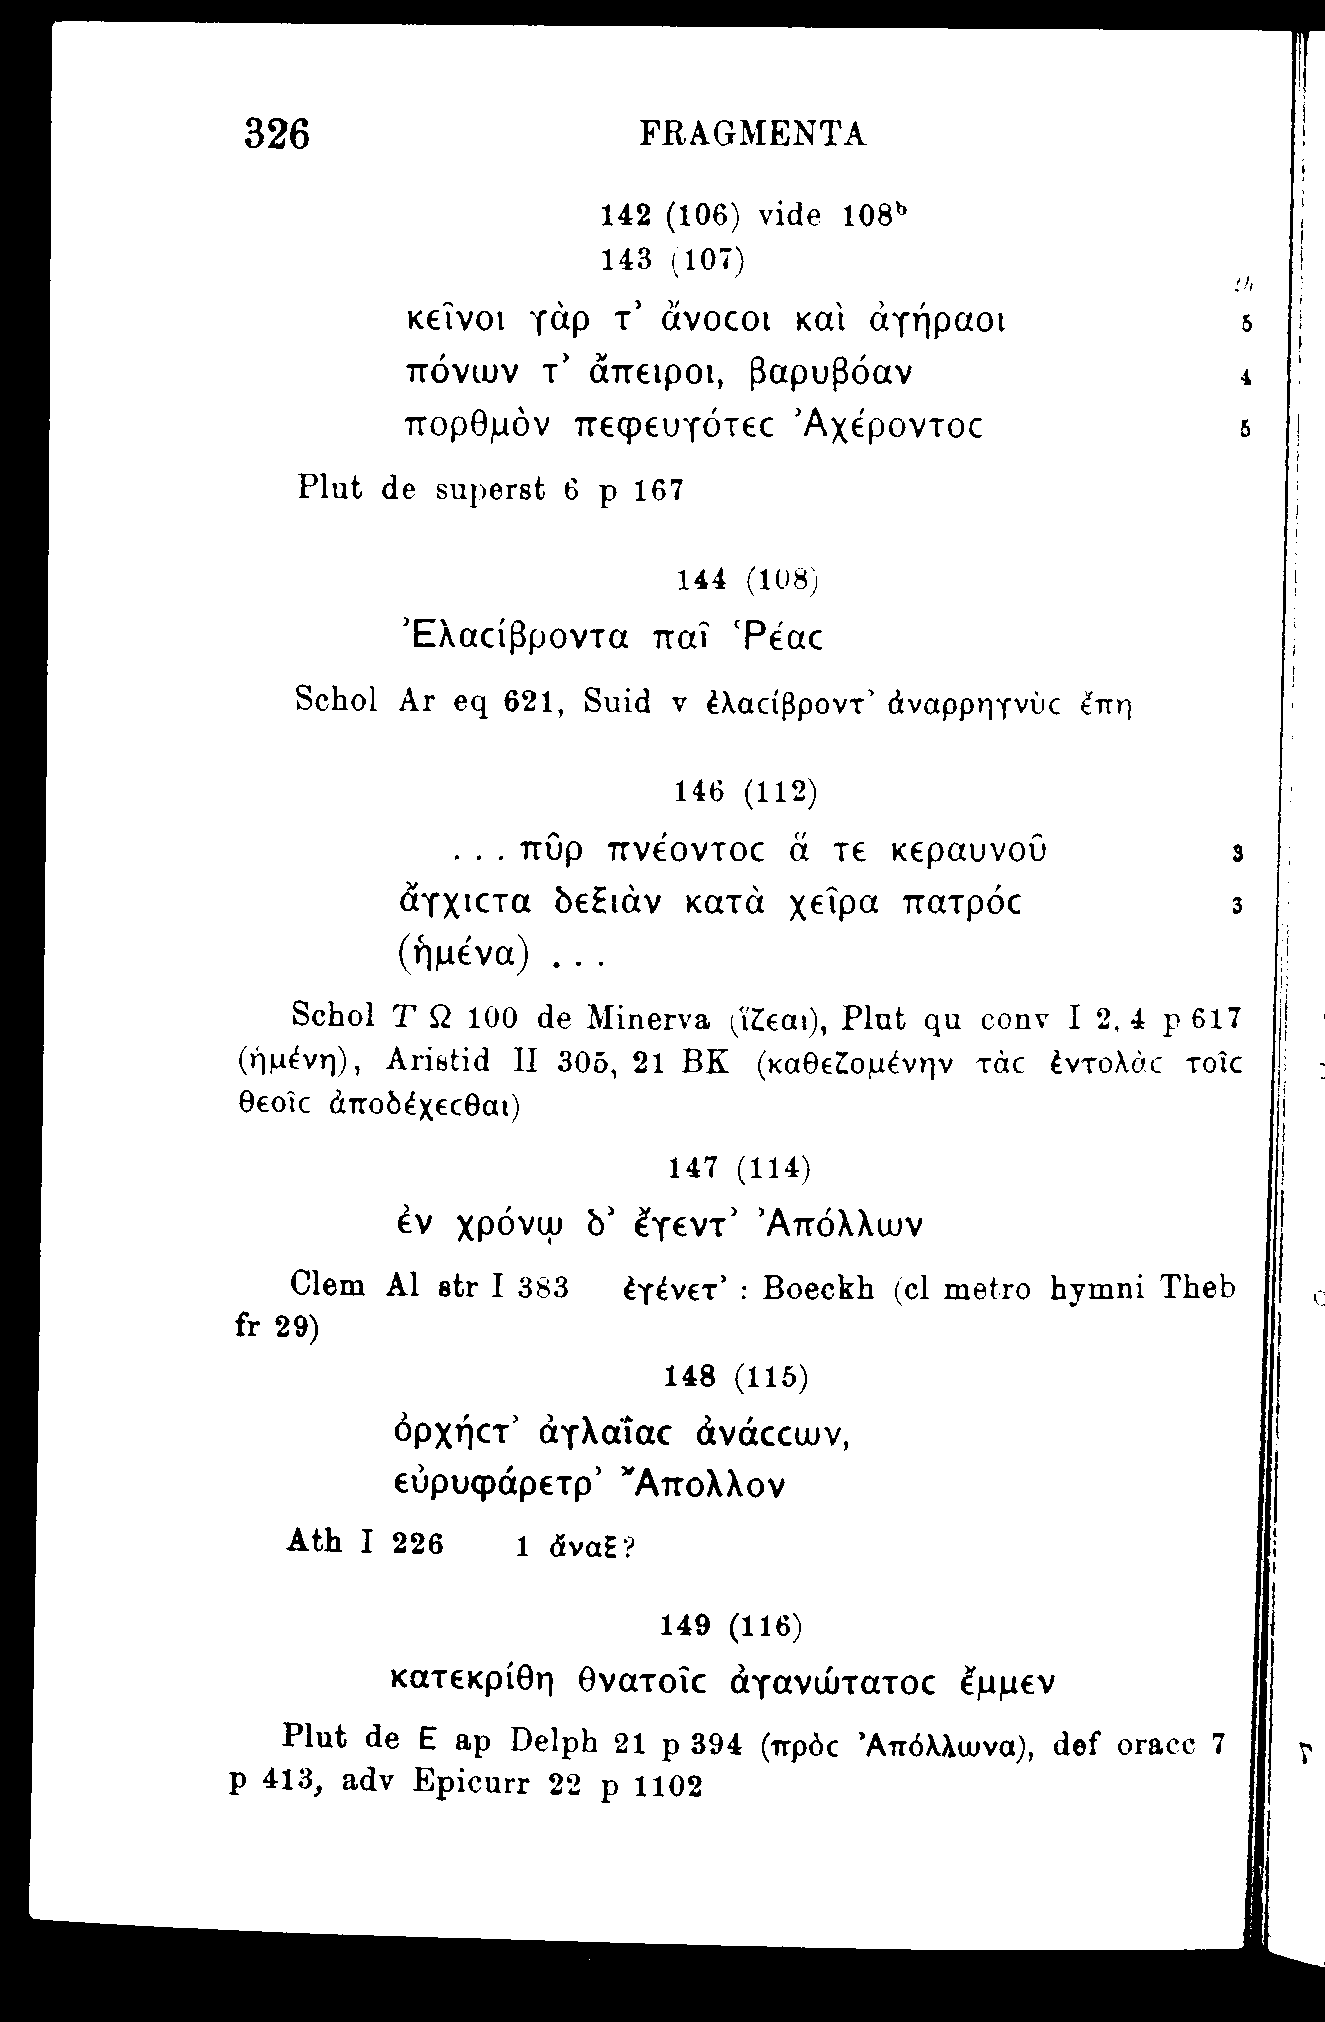 326 FRAGMENTA
142 (106) vide 108ᵇ
143 (107)
κεῖνοι γάρ τ’ ἄνοϲοι καὶ ἀγήραοι 5
πόνων τ’ ἄπειροι, βαρυβόαν 4
πορθμὸν πεφευγότεϲ Ἀχέροντοϲ 5
Plut de superst 6 p 167
144 (108)
Ἐλαϲίβροντα παῖ Ῥέαϲ
Schol Ar eq 621, Suid v ἐλαϲίβροντ’ ἀναρρηγνὺϲ ἔπη
146 (112)
. . . πῦρ πνέοντοϲ ἅ τε κεραυνοῦ 3
ἄγχιϲτα δεξιὰν κατὰ χεῖρα πατρόϲ 3
(ἡμένα) . . .
Schol T Ω 100 de Minerva (ἵζεαι), Plut qu conv I 2, 4 p 617
(ἡμένη), Aristid II 305, 21 BK (καθεζομένην τὰϲ ἐντολὰϲ τοῖϲ
θεοῖϲ ἀποδέχεϲθαι)
147 (114)
ἐν χρόνῳ δ’ ἔγεντ’ Ἀπόλλων
Clem Al str I 383 ἐγένετ’ : Boeckh (cl metro hymni Theb
fr 29)
148 (115)
ὀρχήϲτ’ ἀγλαΐαϲ ἀνάϲϲων,
εὐρυφάρετρ’ Ἄπολλον
Ath I 226 1 ἄναξ?
149 (116)
κατεκρίθη θνατοῖϲ ἀγανώτατοϲ ἔμμεν
Plut de E ap Delph 21 p 394 (πρὸϲ Ἀπόλλωνα), def oracc 7
p 413, adv Epicurr 22 p 1102